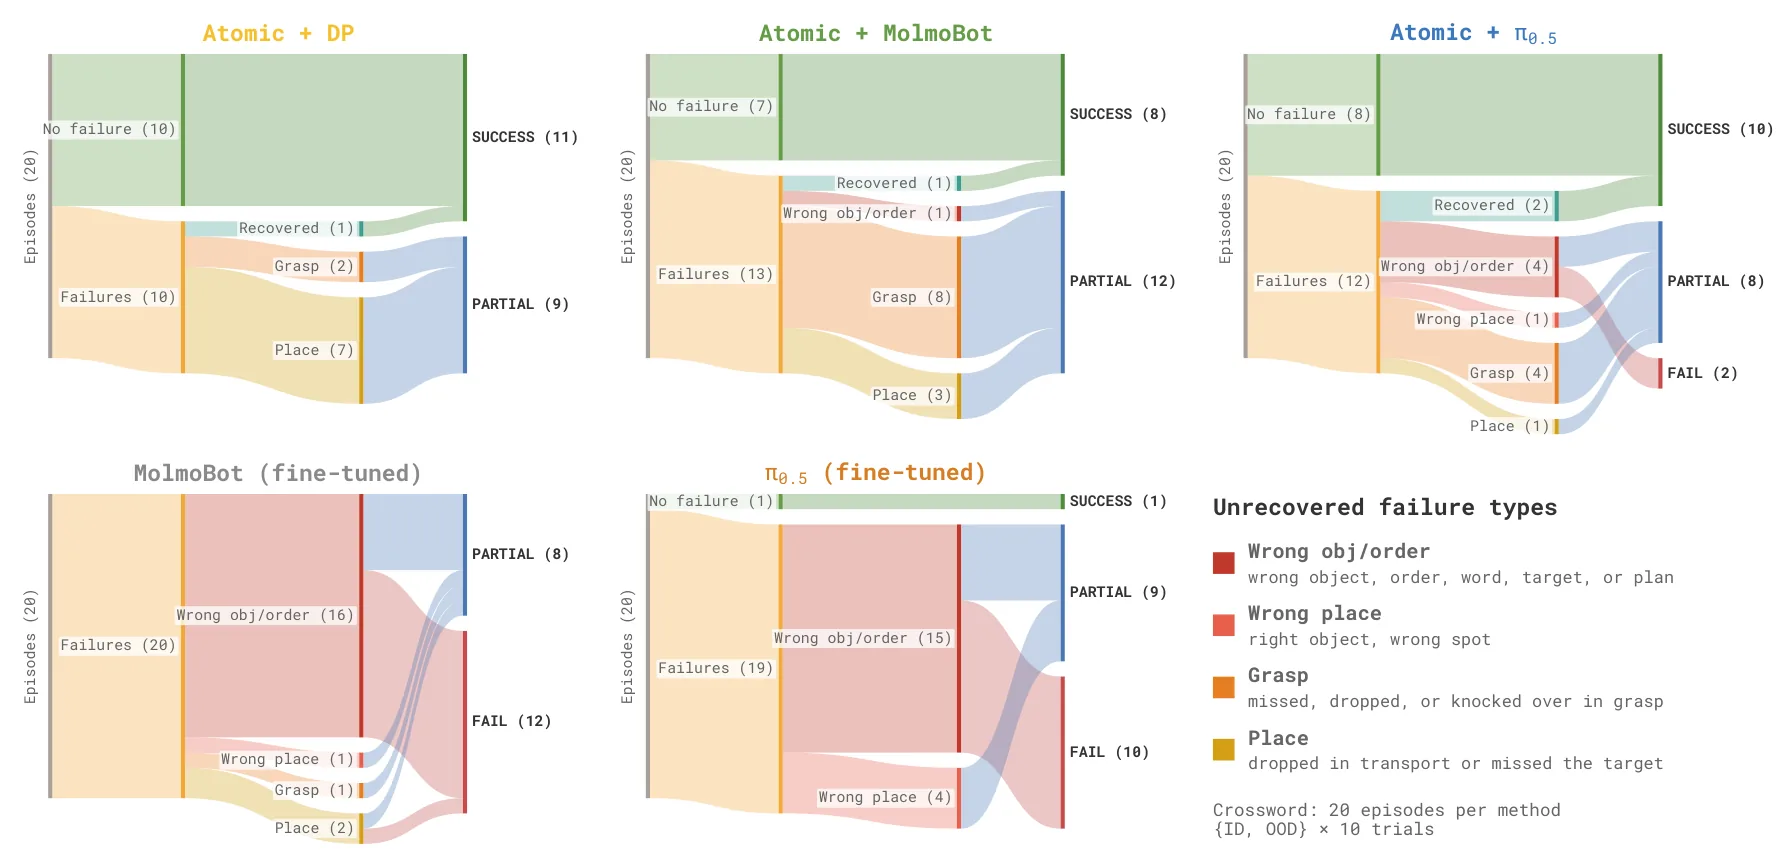 Atomic + DP
Episodes (20)
No failure (10)
Failures (10)
Recovered (1)
Grasp (2)
Place (7)
SUCCESS (11)
PARTIAL (9)
Atomic + MolmoBot
Episodes (20)
No failure (7)
Failures (13)
Recovered (1)
Wrong obj/order (1)
Grasp (8)
Place (3)
SUCCESS (8)
PARTIAL (12)
Atomic + π0.5
Episodes (20)
No failure (8)
Failures (12)
Recovered (2)
Wrong obj/order (4)
Wrong place (1)
Grasp (4)
Place (1)
SUCCESS (10)
PARTIAL (8)
FAIL (2)
MolmoBot (fine-tuned)
Episodes (20)
Failures (20)
Wrong obj/order (16)
Wrong place (1)
Grasp (1)
Place (2)
PARTIAL (8)
FAIL (12)
π0.5 (fine-tuned)
Episodes (20)
No failure (1)
Failures (19)
Wrong obj/order (15)
Wrong place (4)
SUCCESS (1)
PARTIAL (9)
FAIL (10)
Unrecovered failure types
Wrong obj/order
wrong object, order, word, target, or plan
Wrong place
right object, wrong spot
Grasp
missed, dropped, or knocked over in grasp
Place
dropped in transport or missed the target
Crossword: 20 episodes per method
{ID, OOD} × 10 trials